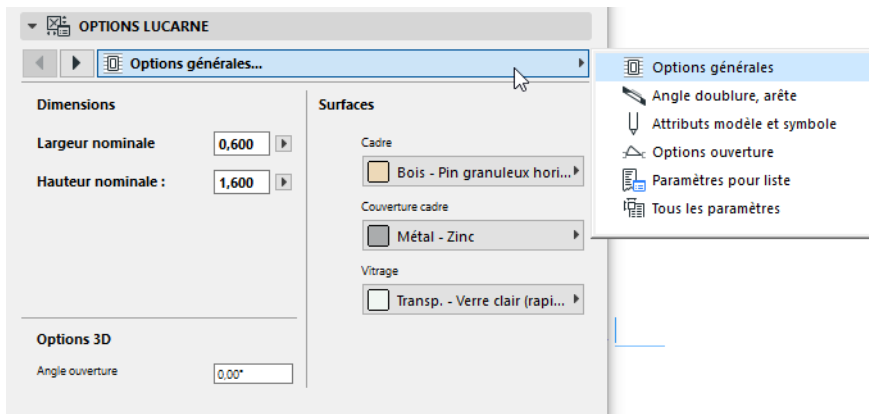 OPTIONS LUCARNE
Options générales...
Dimensions
Largeur nominale 0,600
Hauteur nominale : 1,600
Options 3D
Angle ouverture 0,00°
Surfaces
Cadre
Bois - Pin granuleux hori...
Couverture cadre
Métal - Zinc
Vitrage
Transp. - Verre clair (rapi...
Options générales
Angle doublure, arête
Attributs modèle et symbole
Options ouverture
Paramètres pour liste
Tous les paramètres